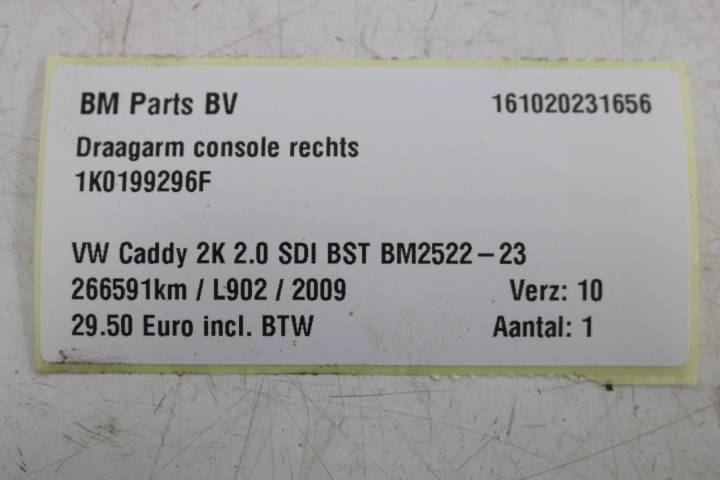 BM Parts BV 161020231656
Draagarm console rechts
1K0199296F
VW Caddy 2K 2.0 SDI BST BM2522-23
266591km / L902 / 2009 Verz: 10
29.50 Euro incl. BTW Aantal: 1